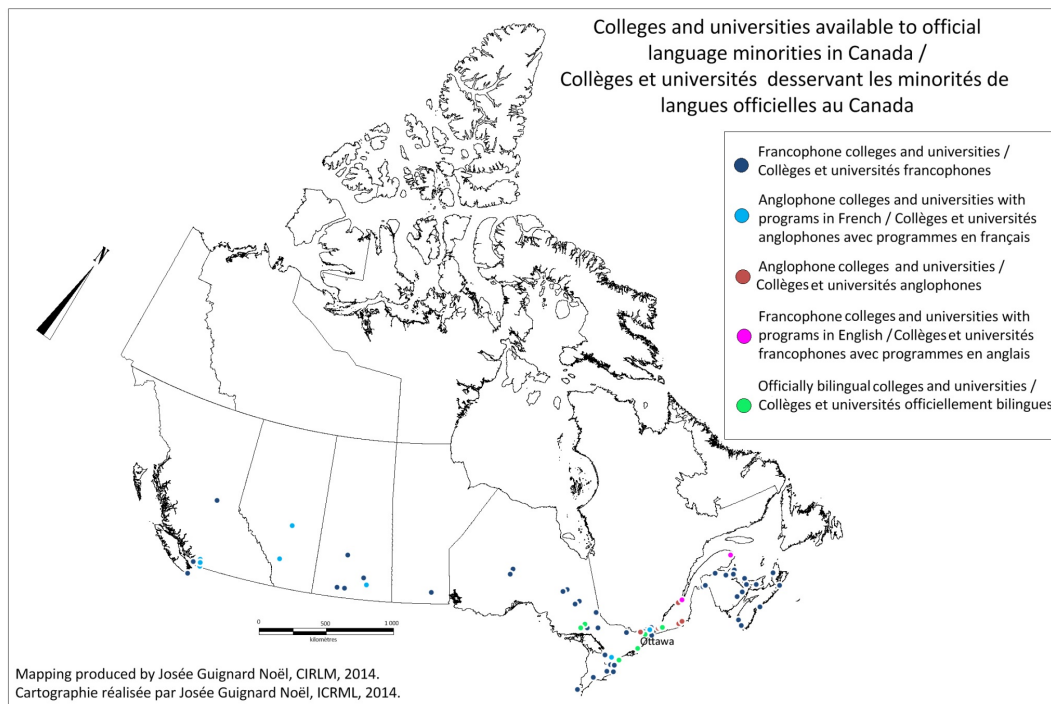 Colleges and universities available to official
language minorities in Canada /
Collèges et universités desservant les minorités de
langues officielles au Canada
Francophone colleges and universities /
Collèges et universités francophones
Anglophone colleges and universities with
programs in French / Collèges et universités
anglophones avec programmes en français
Anglophone colleges and universities /
Collèges et universités anglophones
Francophone colleges and universities with
programs in English / Collèges et universités
francophones avec programmes en anglais
Officially bilingual colleges and universities /
Collèges et universités officiellement bilingues
N
Ottawa
0 500 1 000
kilomètres
Mapping produced by Josée Guignard Noël, CIRLM, 2014.
Cartographie réalisée par Josée Guignard Noël, ICRML, 2014.